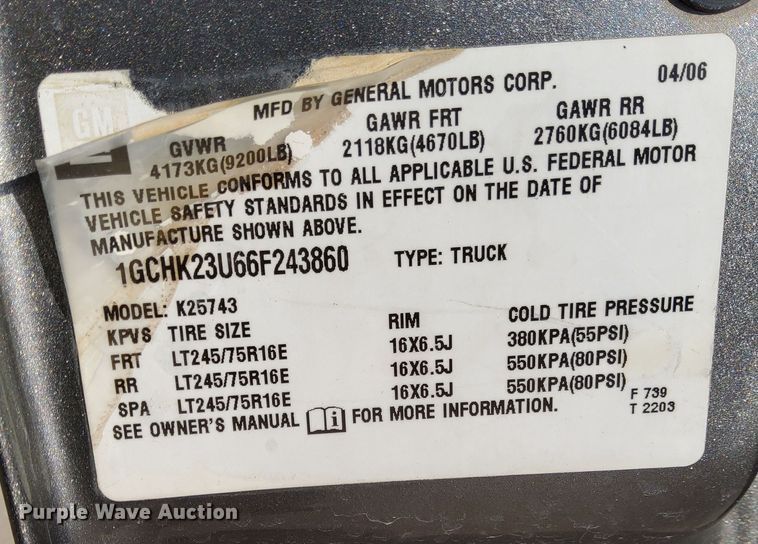 GM
MFD BY GENERAL MOTORS CORP. 04/06
GVWR GAWR FRT GAWR RR
4173KG(9200LB) 2118KG(4670LB) 2760KG(6084LB)
THIS VEHICLE CONFORMS TO ALL APPLICABLE U.S. FEDERAL MOTOR
VEHICLE SAFETY STANDARDS IN EFFECT ON THE DATE OF
MANUFACTURE SHOWN ABOVE.
1GCHK23U66F243860 TYPE: TRUCK
MODEL: K25743
KPVS TIRE SIZE RIM COLD TIRE PRESSURE
FRT LT245/75R16E 16X6.5J 380KPA(55PSI)
RR LT245/75R16E 16X6.5J 550KPA(80PSI)
SPA LT245/75R16E 16X6.5J 550KPA(80PSI)
SEE OWNER'S MANUAL i FOR MORE INFORMATION.
F 739
T 2203
Purple Wave Auction